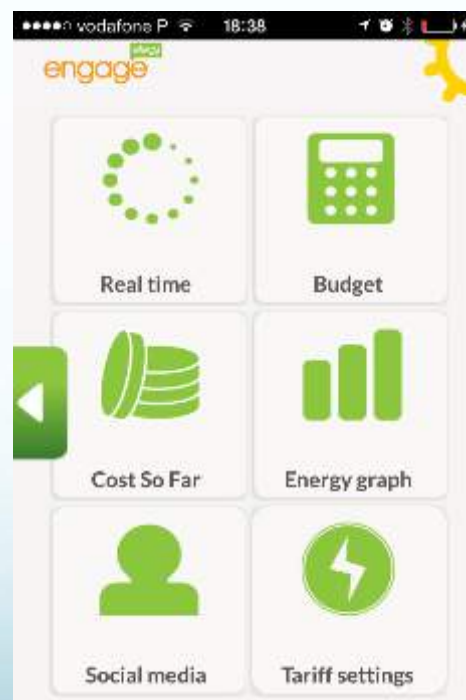 vodafone P 18:38
engage
Real time Budget
Cost So Far Energy graph
Social media Tariff settings